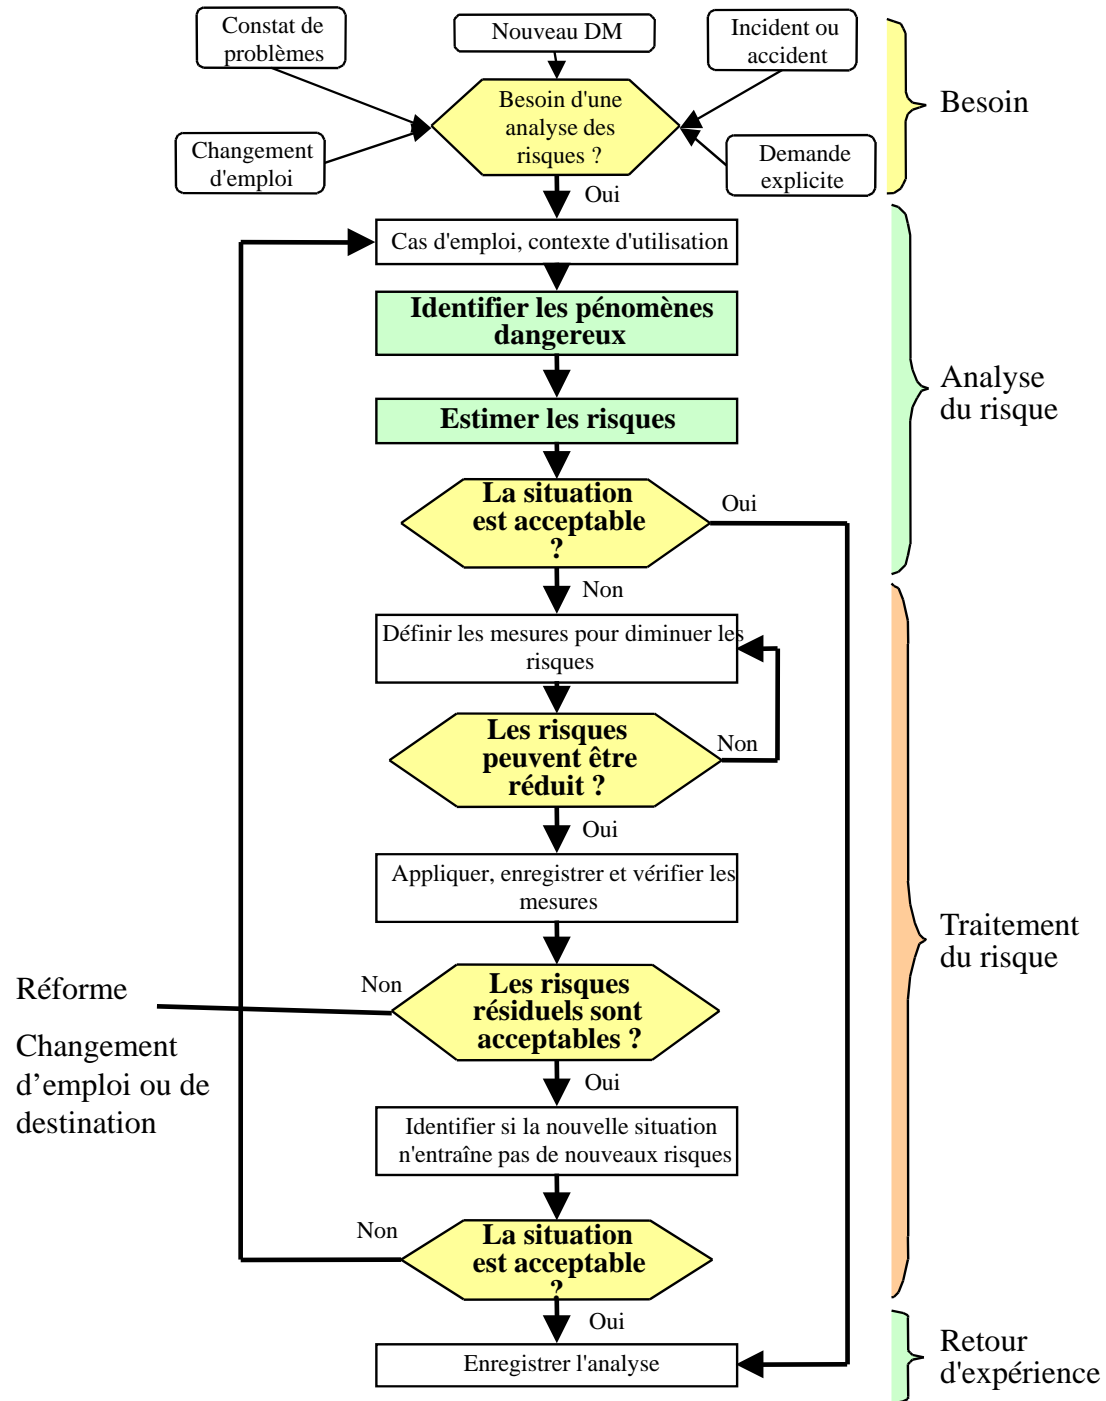 Constat de
problèmes
Nouveau DM
Incident ou
accident
Besoin d'une
analyse des
risques ?
Changement
d'emploi
Demande
explicite
Besoin
Oui
Cas d'emploi, contexte d'utilisation
Identifier les pénomènes
dangereux
Estimer les risques
Analyse
du risque
La situation
est acceptable
?
Oui
Non
Définir les mesures pour diminuer les
risques
Les risques
peuvent être
réduit ?
Non
Oui
Appliquer, enregistrer et vérifier les
mesures
Traitement
du risque
Non
Les risques
résiduels sont
acceptables ?
Réforme
Changement
d’emploi ou de
destination
Oui
Identifier si la nouvelle situation
n'entraîne pas de nouveaux risques
Non
La situation
est acceptable
?
Oui
Enregistrer l'analyse
Retour
d'expérience